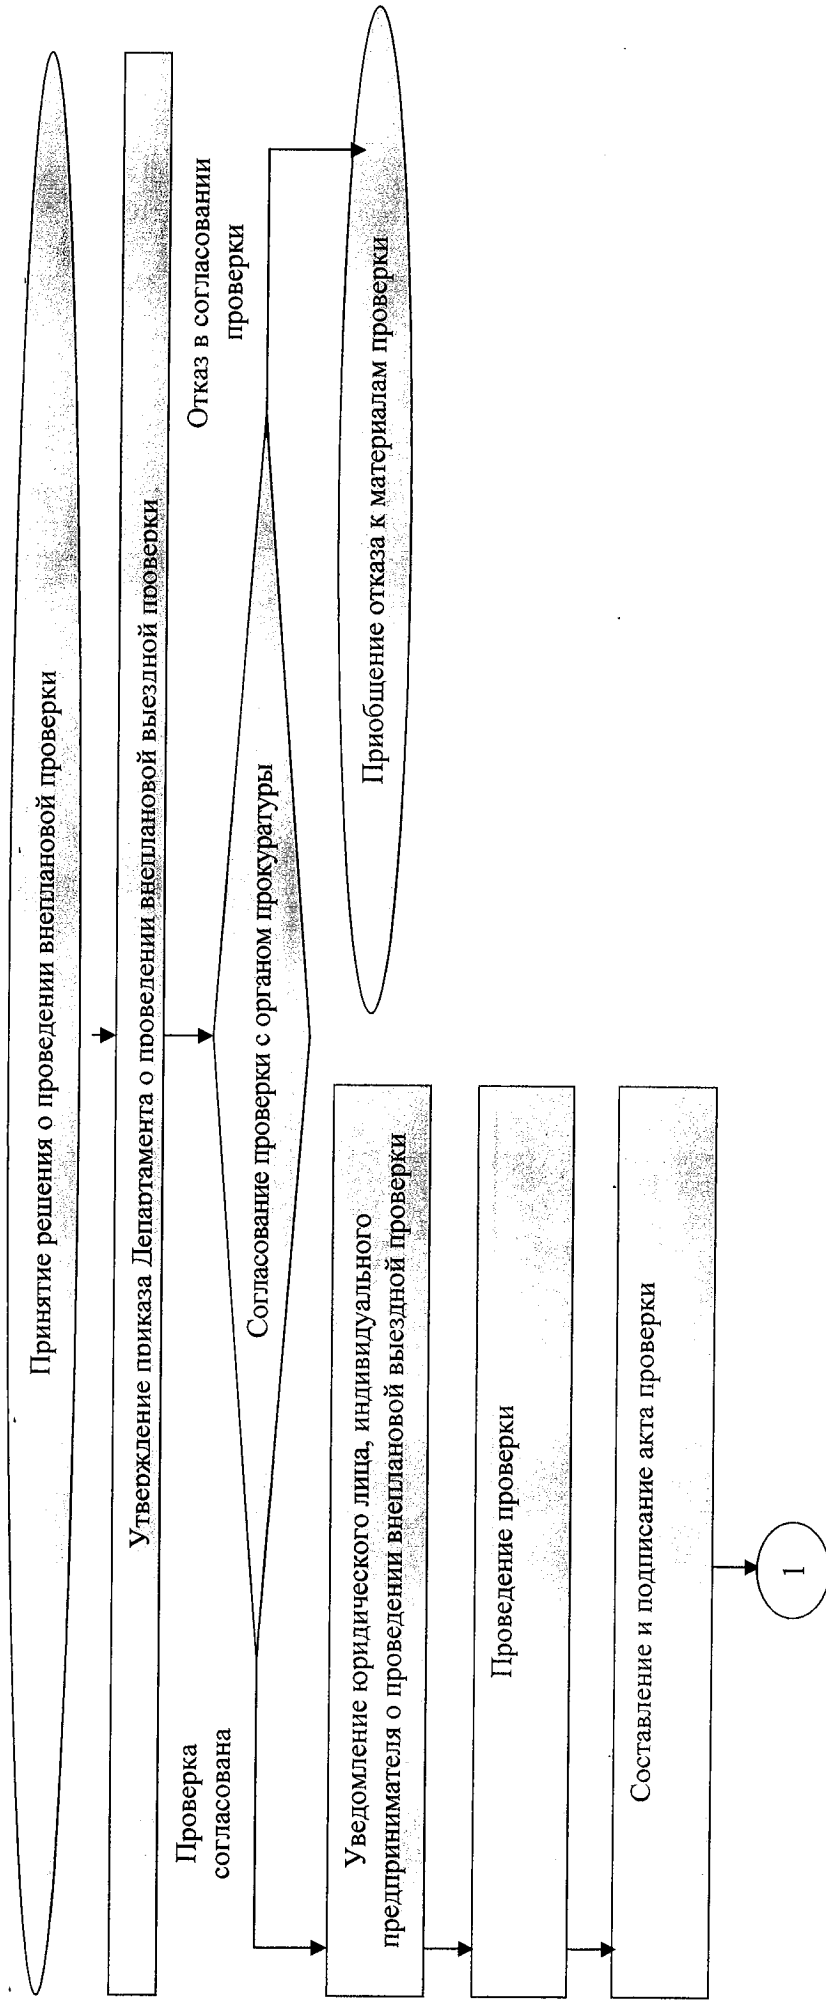 Принятие решения о проведении внеплановой проверки
Утверждение приказа Департамента о проведении внеплановой выездной проверки
Отказ в согласовании
проверки
Согласование проверки с органом прокуратуры
Проверка
согласована
Приобщение отказа к материалам проверки
Уведомление юридического лица, индивидуального
предпринимателя о проведении внеплановой выездной проверки
Проведение проверки
Составление и подписание акта проверки
1